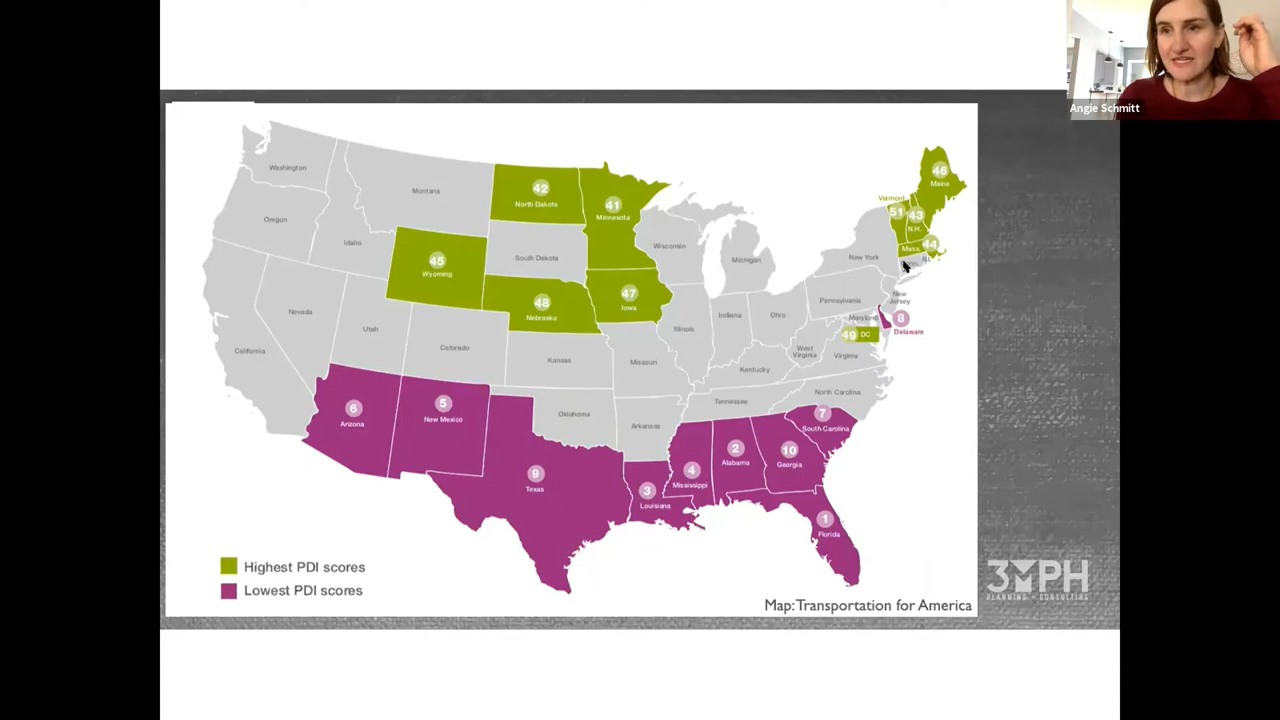 Angie Schmitt
Washington
Montana
42
North Dakota
41
Minnesota
46
Maine
Vermont
51
43
N.H.
Mass.
44
Oregon
Idaho
45
Wyoming
South Dakota
Wisconsin
Michigan
New York
R.I.
Nevada
Utah
Colorado
48
Nebraska
47
Iowa
Illinois
Indiana
Ohio
Pennsylvania
New
Jersey
8
Delaware
Maryland
49 DC
West
Virginia
Virginia
California
Kansas
Missouri
Kentucky
North Carolina
Tennessee
Oklahoma
Arkansas
6
Arizona
5
New Mexico
9
Texas
3
Louisiana
4
Mississippi
2
Alabama
10
Georgia
7
South Carolina
1
Florida
Highest PDI scores
Lowest PDI scores
Map: Transportation for America
3MPH
PLANNING + CONSULTING